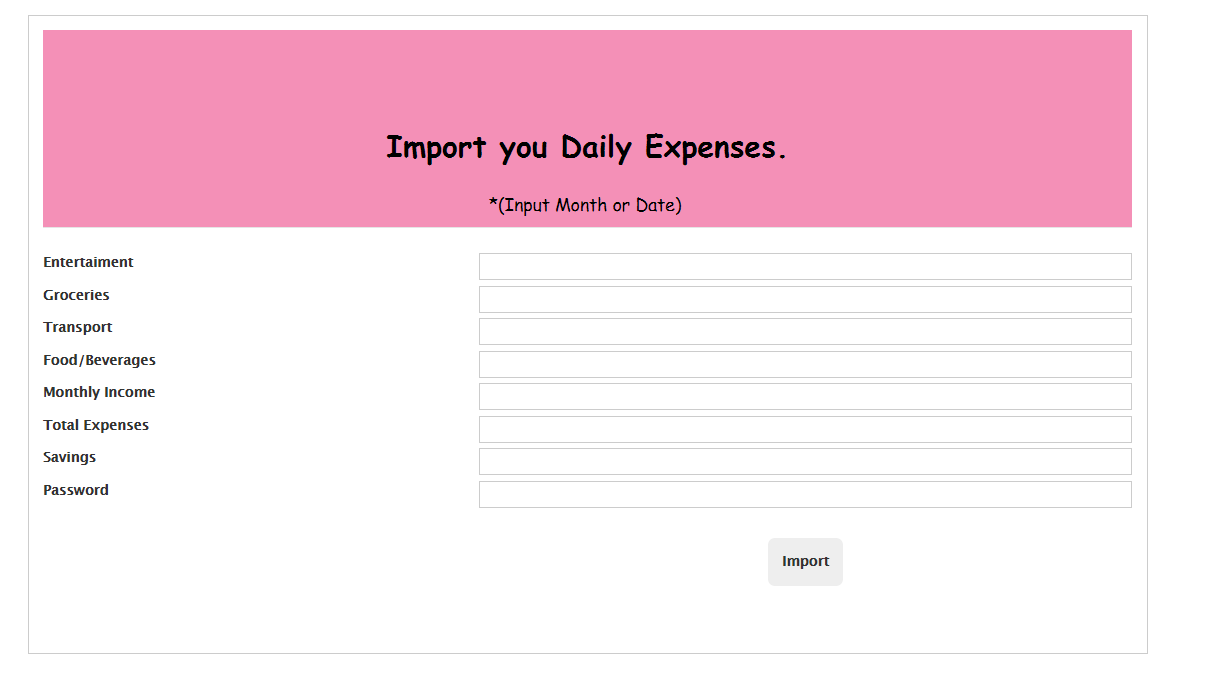 Import you Daily Expenses.
*(Input Month or Date)
Entertaiment
Groceries
Transport
Food/Beverages
Monthly Income
Total Expenses
Savings
Password
Import